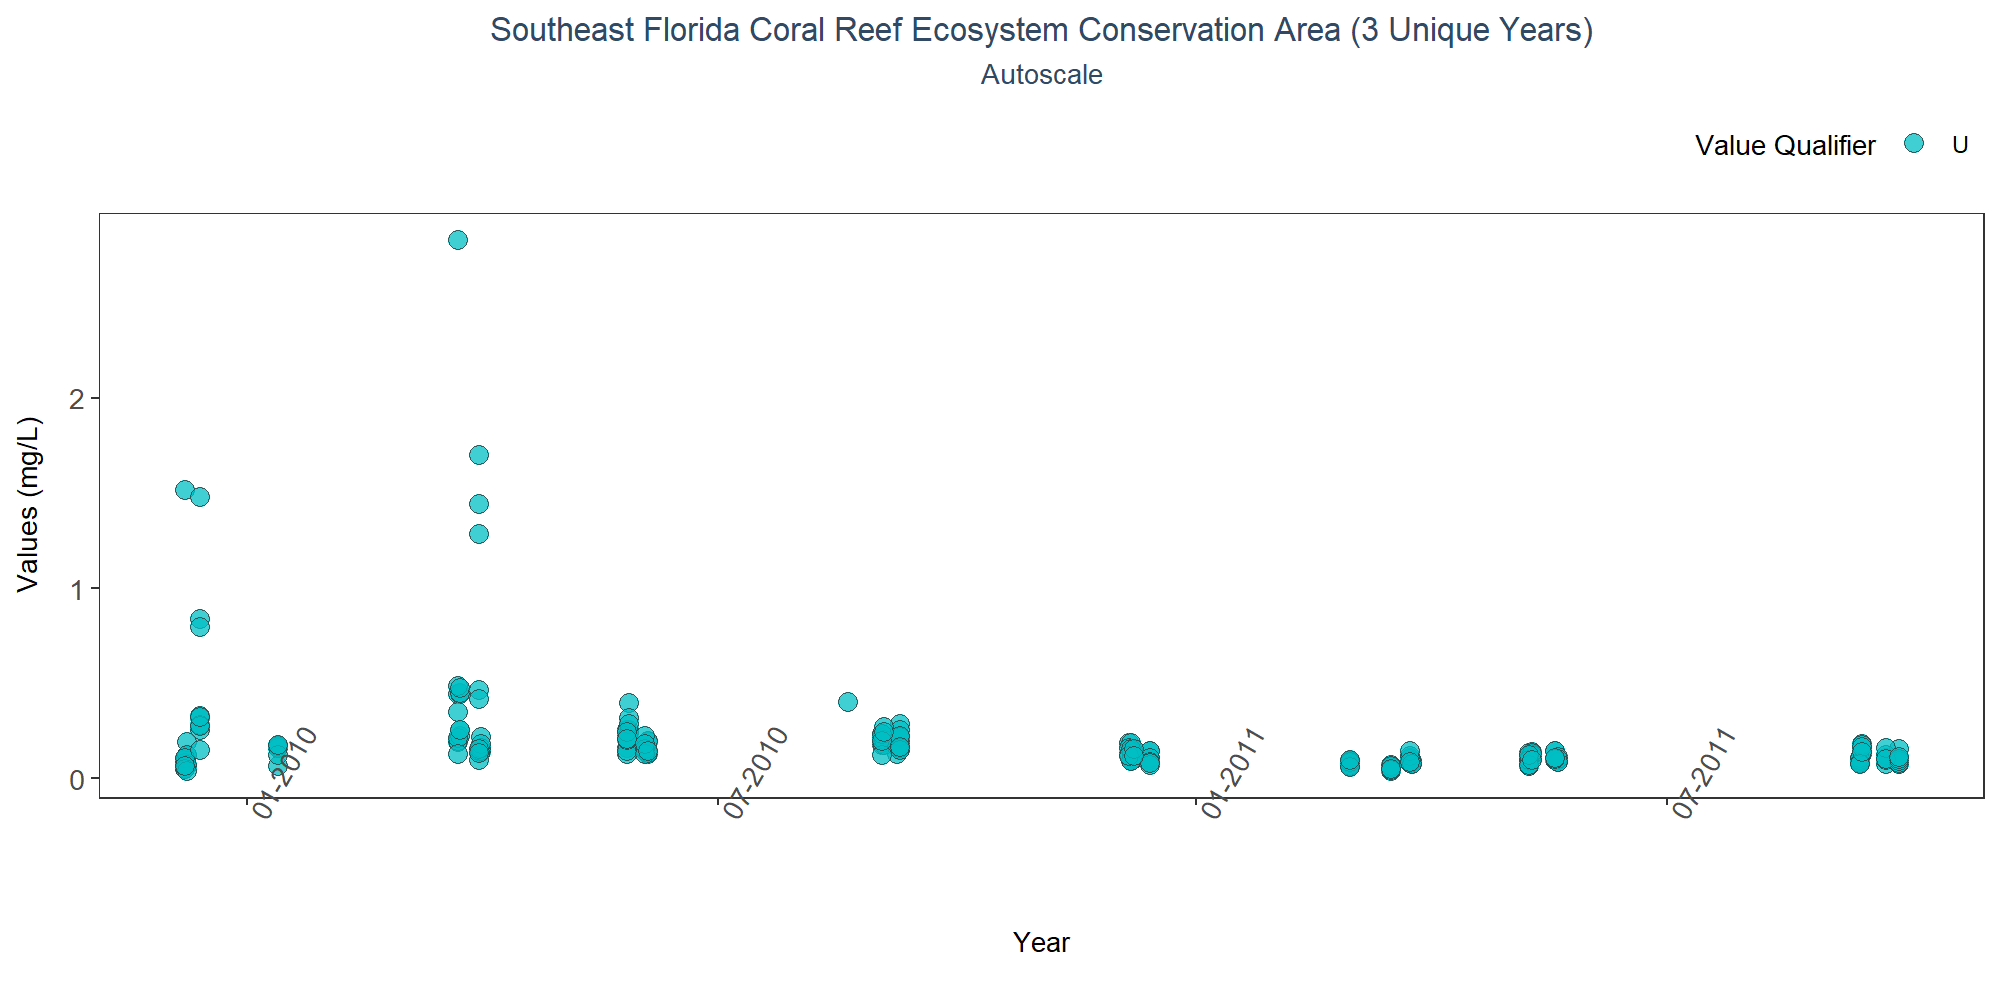 Southeast Florida Coral Reef Ecosystem Conservation Area (3 Unique Years)
Autoscale
Value Qualifier U
Values (mg/L)
2
1
0
01-2010
07-2010
01-2011
07-2011
Year